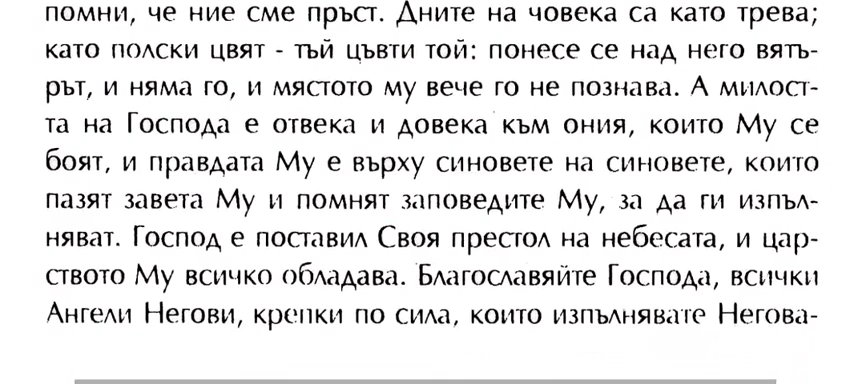 помни, че ние сме пръст. Дните на човека са като трева;
като полски цвят - тъй цъвти той: понесе се над него вятъ-
рът, и няма го, и мястото му вече го не познава. А милост-
та на Господа е отвека и довека към ония, които Му се
боят, и правдата Му е върху синовете на синовете, които
пазят завета Му и помнят заповедите Му, за да ги изпъл-
няват. Господ е поставил Своя престол на небесата, и цар-
ството Му всичко обладава. Благославяйте Господа, всички
Ангели Негови, крепки по сила, които изпълнявате Негова-